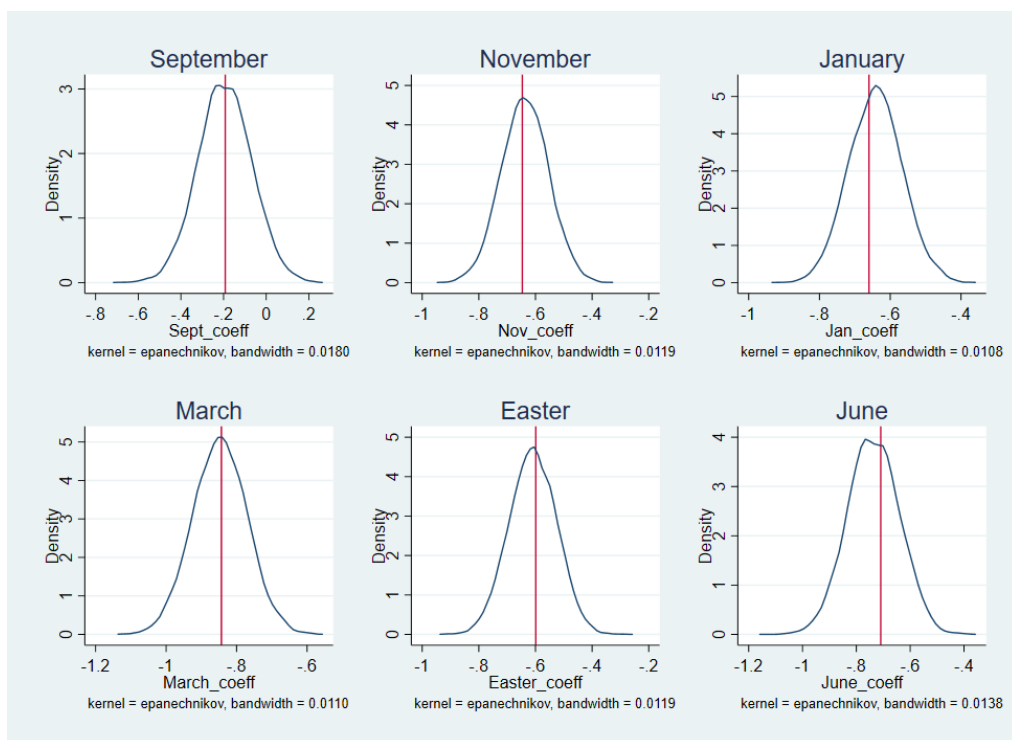 September
Density
0 1 2 3
-.8 -.6 -.4 -.2 0 .2
Sept_coeff
kernel = epanechnikov, bandwidth = 0.0180
November
Density
0 1 2 3 4 5
-1 -.8 -.6 -.4 -.2
Nov_coeff
kernel = epanechnikov, bandwidth = 0.0119
January
Density
0 1 2 3 4 5
-1 -.8 -.6 -.4
Jan_coeff
kernel = epanechnikov, bandwidth = 0.0108
March
Density
0 1 2 3 4 5
-1.2 -1 -.8 -.6
March_coeff
kernel = epanechnikov, bandwidth = 0.0110
Easter
Density
0 1 2 3 4 5
-1 -.8 -.6 -.4 -.2
Easter_coeff
kernel = epanechnikov, bandwidth = 0.0119
June
Density
0 1 2 3 4
-1.2 -1 -.8 -.6 -.4
June_coeff
kernel = epanechnikov, bandwidth = 0.0138